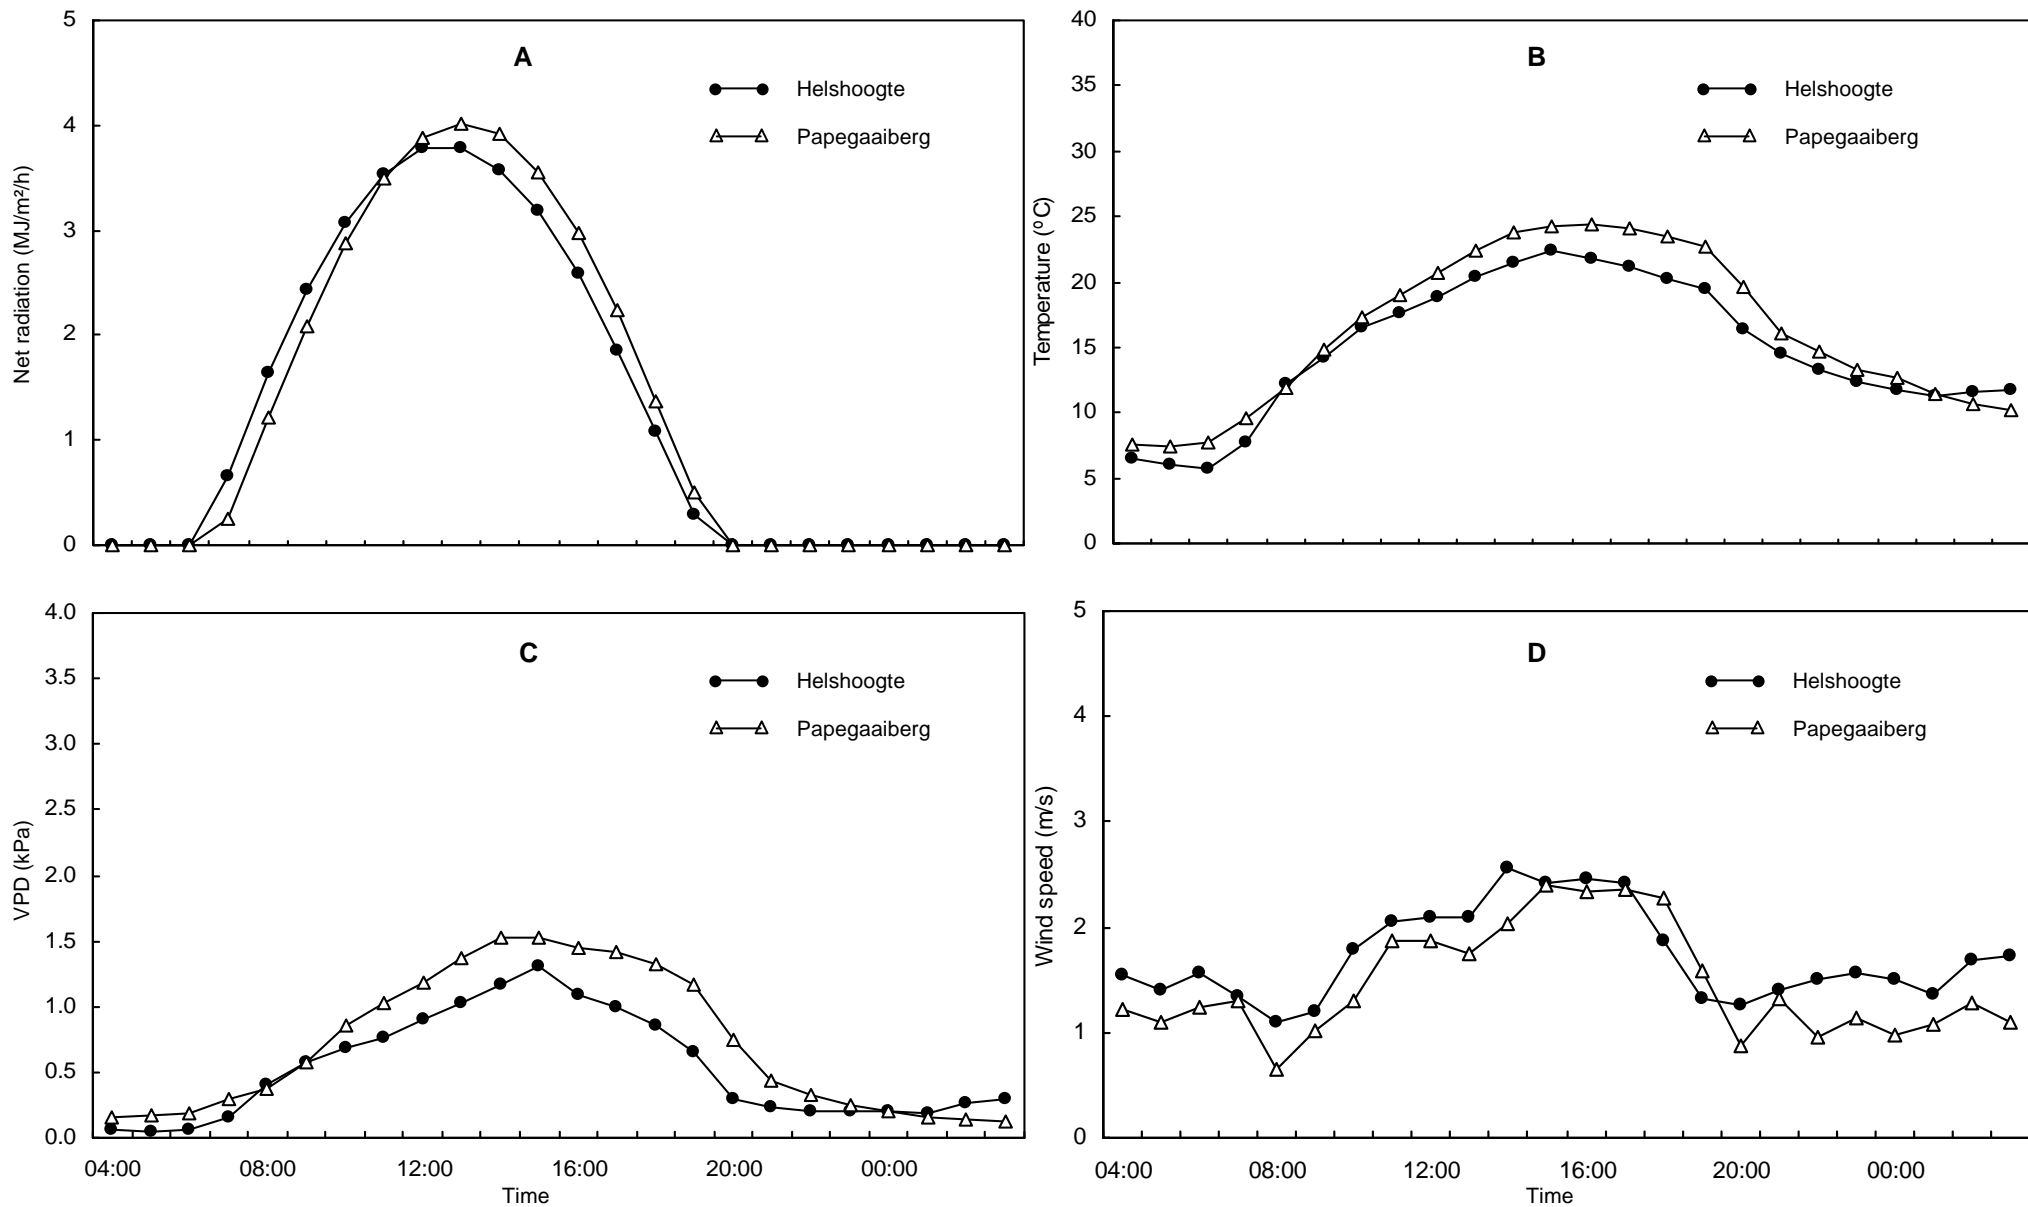 A
Helshoogte
Papegaaiberg
Net radiation (MJ/m²/h)
5
4
3
2
1
0
B
Helshoogte
Papegaaiberg
Temperature (°C)
40
35
30
25
20
15
10
5
0
C
Helshoogte
Papegaaiberg
VPD (kPa)
4.0
3.5
3.0
2.5
2.0
1.5
1.0
0.5
0.0
04:00 08:00 12:00 16:00 20:00 00:00
Time
D
Helshoogte
Papegaaiberg
Wind speed (m/s)
5
4
3
2
1
0
04:00 08:00 12:00 16:00 20:00 00:00
Time